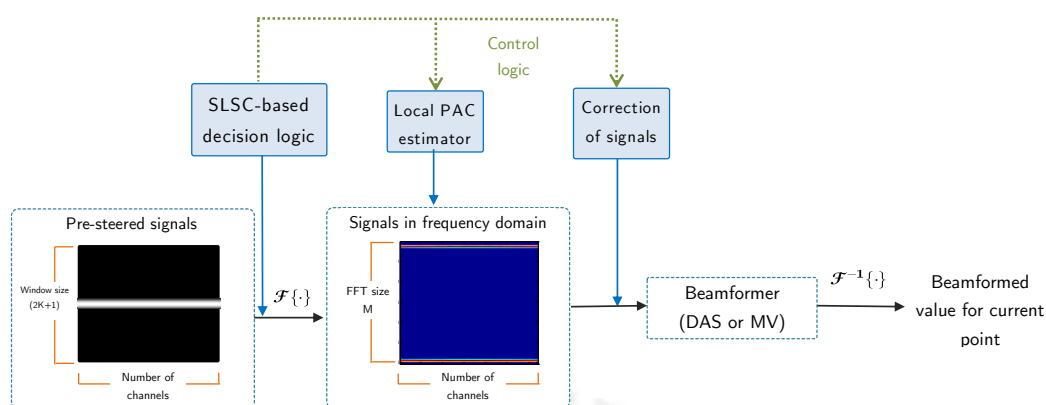 Control
logic
SLSC-based
decision logic
Local PAC
estimator
Correction
of signals
Pre-steered signals
Window size
(2K+1)
Number of
channels
𝓕{·}
Signals in frequency domain
FFT size
M
Number of
channels
Beamformer
(DAS or MV)
𝓕⁻¹{·}
Beamformed
value for current
point